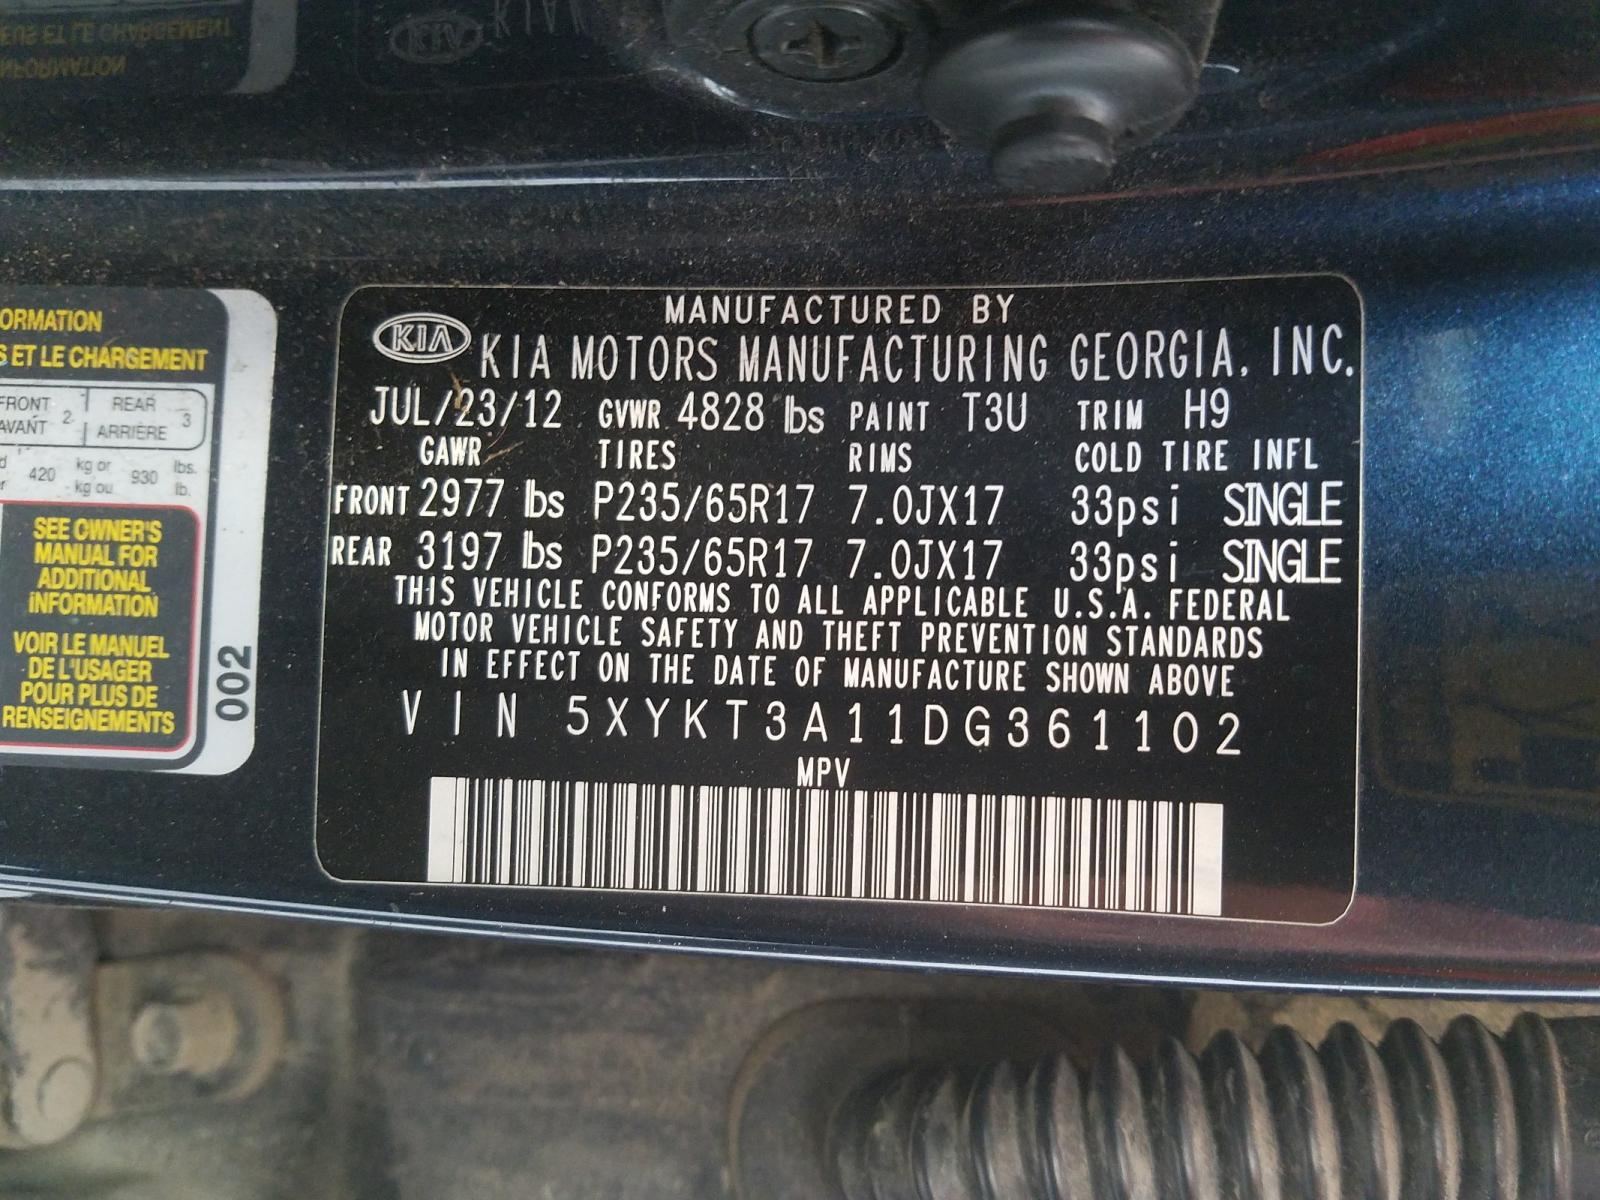 MANUFACTURED BY
KIA KIA MOTORS MANUFACTURING GEORGIA, INC.
JUL/23/12 GVWR 4828 lbs PAINT T3U TRIM H9
GAWR TIRES RIMS COLD TIRE INFL
FRONT 2977 lbs P235/65R17 7.0JX17 33psi SINGLE
REAR 3197 lbs P235/65R17 7.0JX17 33psi SINGLE
THIS VEHICLE CONFORMS TO ALL APPLICABLE U.S.A. FEDERAL
MOTOR VEHICLE SAFETY AND THEFT PREVENTION STANDARDS
IN EFFECT ON THE DATE OF MANUFACTURE SHOWN ABOVE
VIN 5XYKT3A11DG361102
MPV
ORMATION
S ET LE CHARGEMENT
FRONT 2 REAR 3
AVANT ARRIÈRE
420 kg or 930 lbs.
kg ou lb.
SEE OWNER'S
MANUAL FOR
ADDITIONAL
INFORMATION
VOIR LE MANUEL
DE L'USAGER
POUR PLUS DE
RENSEIGNEMENTS
002